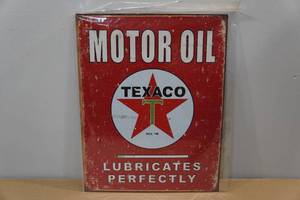 MOTOR OIL
TEXACO
T
LUBRICATES
PERFECTLY